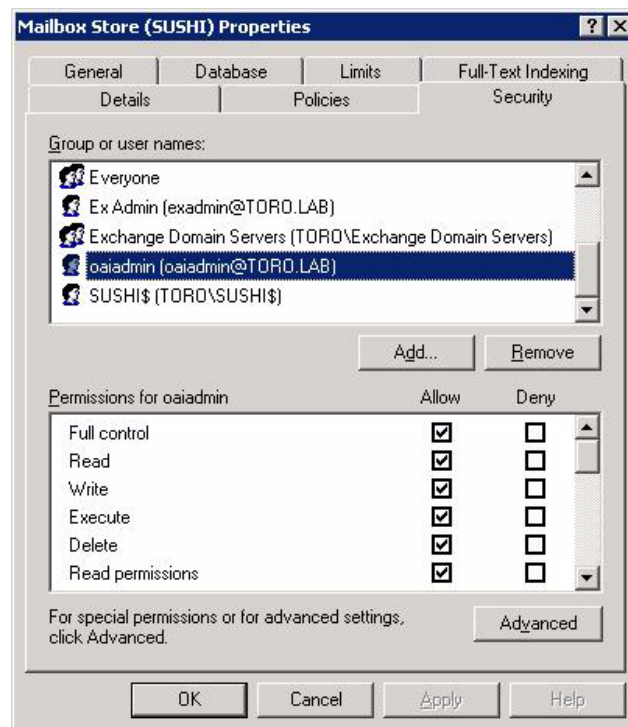 Mailbox Store (SUSHI) Properties
General Database Limits Full-Text Indexing
Details Policies Security
Group or user names:
Everyone
Ex Admin (exadmin@TORO.LAB)
Exchange Domain Servers (TORO\Exchange Domain Servers)
oaiadmin (oaiadmin@TORO.LAB)
SUSHI$ (TORO\SUSHI$)
Add... Remove
Permissions for oaiadmin Allow Deny
Full control
Read
Write
Execute
Delete
Read permissions
For special permissions or for advanced settings,
click Advanced.
Advanced
OK Cancel Apply Help